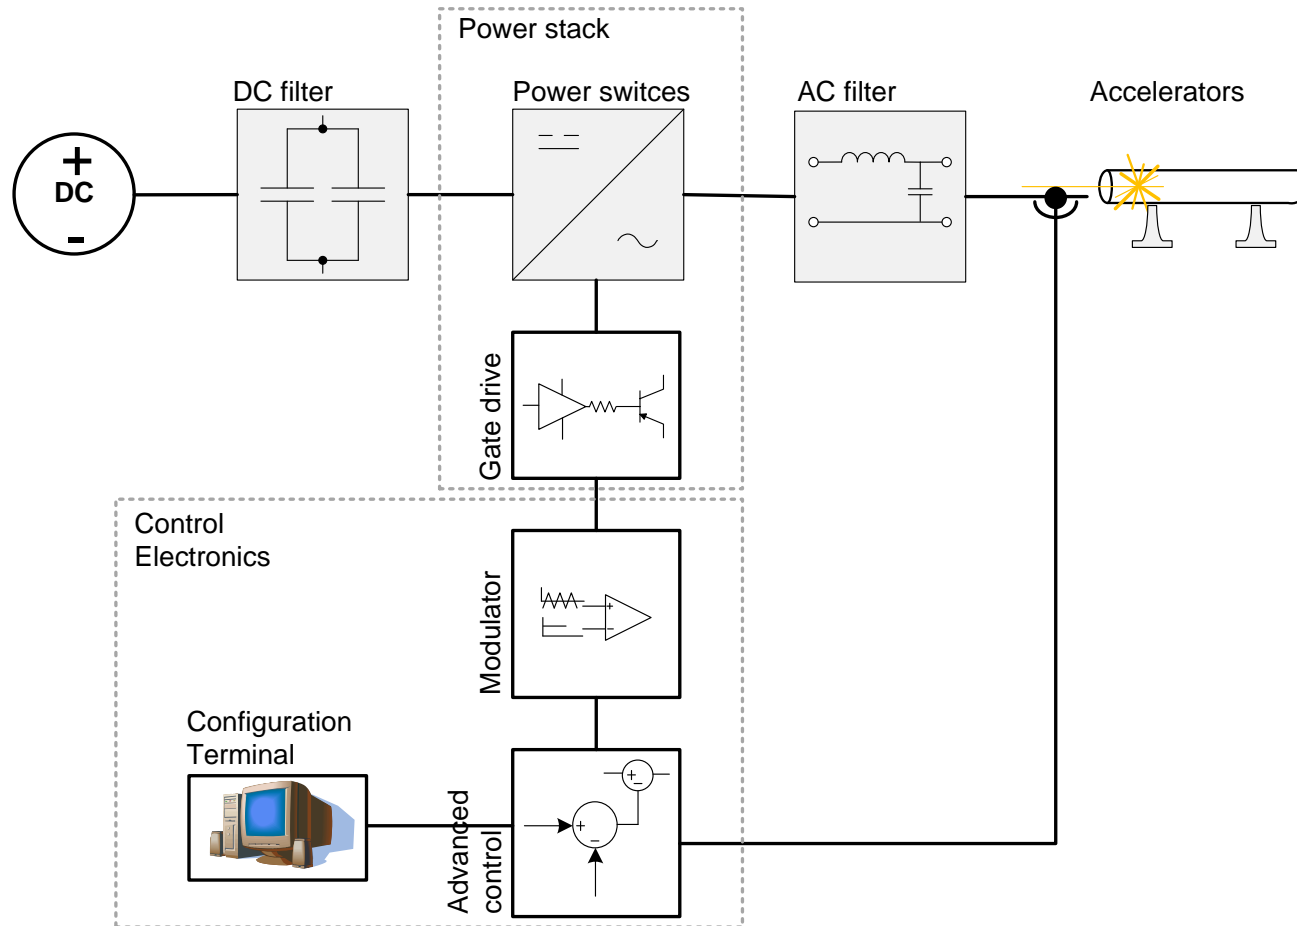 Power stack
DC filter
Power switces
AC filter
Accelerators
+
DC
-
Gate drive
Control
Electronics
+
-
Modulator
Configuration
Terminal
+
-
+
-
Advanced
control